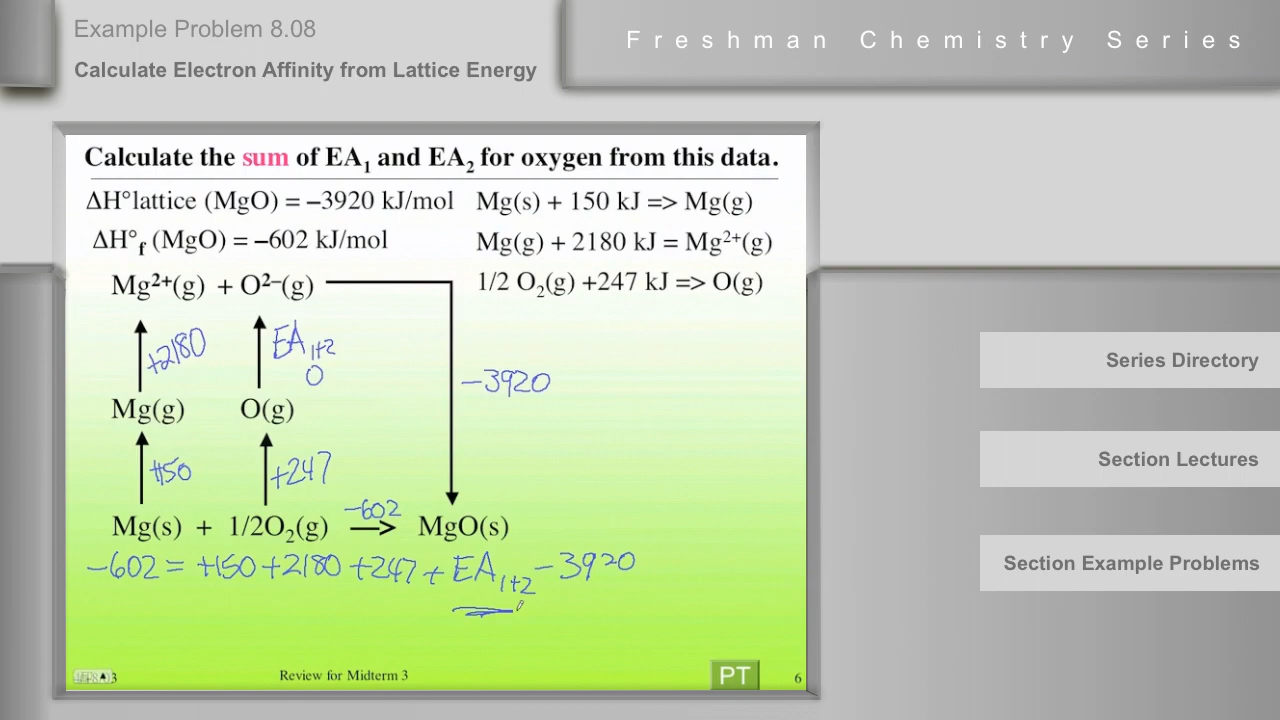 Example Problem 8.08
Calculate Electron Affinity from Lattice Energy
Freshman Chemistry Series
Calculate the sum of EA₁ and EA₂ for oxygen from this data.
ΔH°lattice (MgO) = –3920 kJ/mol
Mg(s) + 150 kJ => Mg(g)
ΔH°f (MgO) = –602 kJ/mol
Mg(g) + 2180 kJ = Mg²⁺(g)
1/2 O₂(g) +247 kJ => O(g)
Mg²⁺(g) + O²⁻(g)
+2180
EA₁₊₂
O
-3920
Mg(g)
O(g)
+150
+247
-602
Mg(s) + 1/2O₂(g) —> MgO(s)
-602 = +150 +2180 +247 + EA₁₊₂ -3920
Series Directory
Section Lectures
Section Example Problems
3
Review for Midterm 3
PT
6